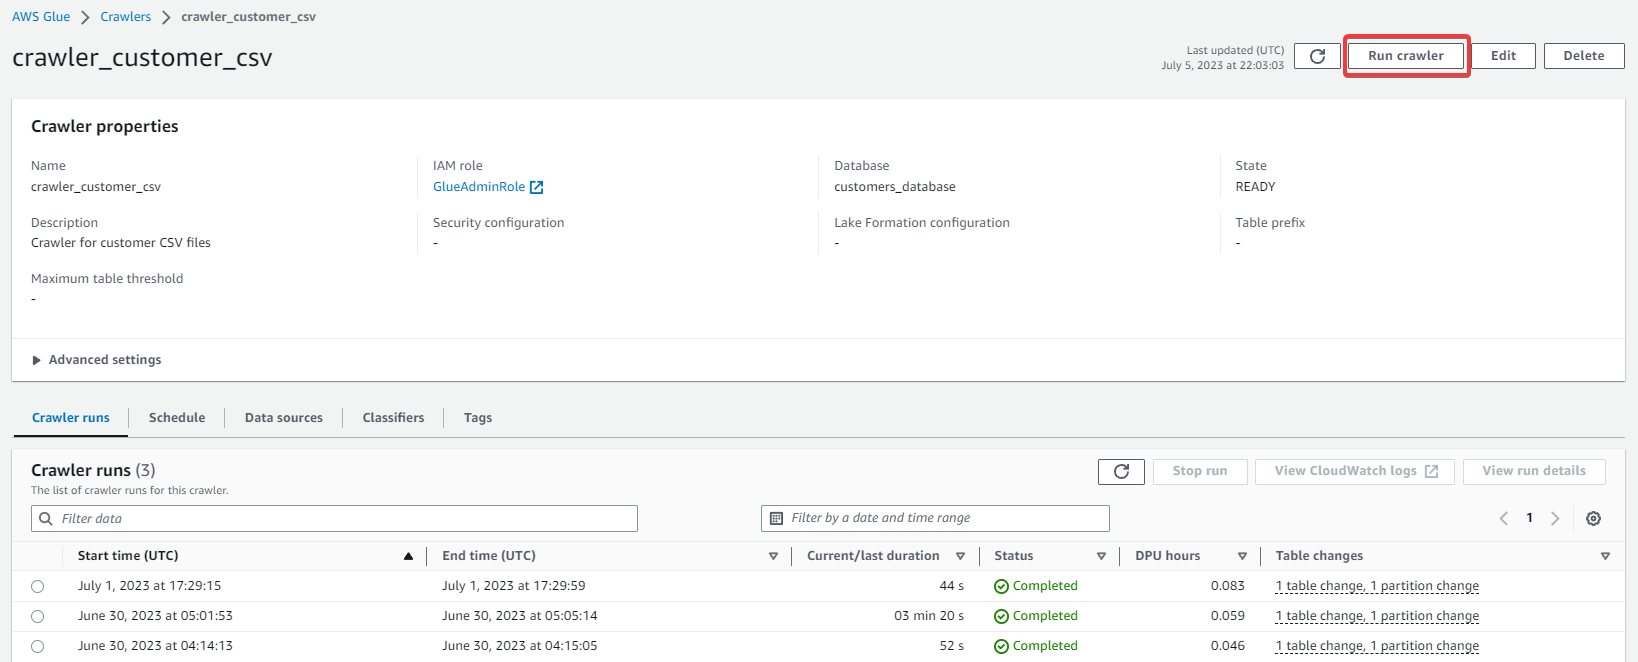 AWS Glue > Crawlers > crawler_customer_csv
crawler_customer_csv
Last updated (UTC)
July 5, 2023 at 22:03:03
Run crawler
Edit
Delete
Crawler properties
Name
crawler_customer_csv
IAM role
GlueAdminRole
Database
customers_database
State
READY
Description
Crawler for customer CSV files
Security configuration
-
Lake Formation configuration
-
Table prefix
-
Maximum table threshold
-
Advanced settings
Crawler runs
Schedule
Data sources
Classifiers
Tags
Crawler runs (3)
The list of crawler runs for this crawler.
Stop run
View CloudWatch logs
View run details
Filter data
Filter by a date and time range
1
Start time (UTC) End time (UTC) Current/last duration Status DPU hours Table changes
July 1, 2023 at 17:29:15 July 1, 2023 at 17:29:59 44 s Completed 0.083 1 table change, 1 partition change
June 30, 2023 at 05:01:53 June 30, 2023 at 05:05:14 03 min 20 s Completed 0.059 1 table change, 1 partition change
June 30, 2023 at 04:14:13 June 30, 2023 at 04:15:05 52 s Completed 0.046 1 table change, 1 partition change